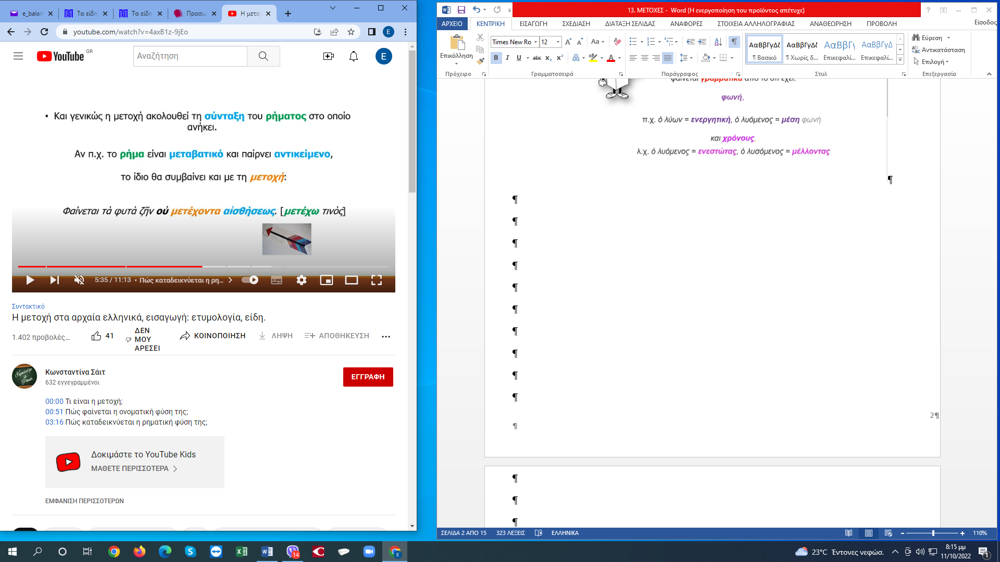 e_balan
Τα είδη
Τα είδη
Προσω
Η μετοχ
youtube.com/watch?v=4axB1z-9jEo
YouTube GR
Αναζήτηση
E
• Και γενικώς η μετοχή ακολουθεί τη σύνταξη του ρήματος στο οποίο
ανήκει.
Αν π.χ. το ρήμα είναι μεταβατικό και παίρνει αντικείμενο,
το ίδιο θα συμβαίνει και με τη μετοχή:
Φαίνεται τὰ φυτὰ ζῆν οὐ μετέχοντα αἰσθήσεως. [μετέχω τινὸς]
5:35 / 11:13 • Πώς καταδεικνύεται η ρη...
Συντακτικό
Η μετοχή στα αρχαία ελληνικά, εισαγωγή: ετυμολογία, είδη.
1.402 προβολές...
41
ΔΕΝ
ΜΟΥ
ΑΡΕΣΕΙ
ΚΟΙΝΟΠΟΙΗΣΗ
ΛΗΨΗ
ΑΠΟΘΗΚΕΥΣΗ
Knowledge is Power
Κωνσταντίνα Σάιτ
632 εγγεγραμμένοι
ΕΓΓΡΑΦΗ
00:00 Τι είναι η μετοχή;
00:51 Πώς φαίνεται η ονοματική φύση της;
03:16 Πώς καταδεικνύεται η ρηματική φύση της;
Δοκιμάστε το YouTube Kids
ΜΑΘΕΤΕ ΠΕΡΙΣΣΟΤΕΡΑ
ΕΜΦΑΝΙΣΗ ΠΕΡΙΣΣΟΤΕΡΩΝ
13. ΜΕΤΟΧΕΣ - Word (Η ενεργοποίηση του προϊόντος απέτυχε)
ΑΡΧΕΙΟ ΚΕΝΤΡΙΚΗ ΕΙΣΑΓΩΓΗ ΣΧΕΔΙΑΣΗ ΔΙΑΤΑΞΗ ΣΕΛΙΔΑΣ ΑΝΑΦΟΡΕΣ ΣΤΟΙΧΕΙΑ ΑΛΛΗΛΟΓΡΑΦΙΑΣ ΑΝΑΘΕΩΡΗΣΗ ΠΡΟΒΟΛΗ Είσοδος
Επικόλληση
Times New Ro 12
ΑαΒβΓγΔδ ΑαΒβΓγΔδ ΑαΒβΓγ ΑαΒβΓγΔ
¶ Βασικό ¶ Χωρίς δ... Επικεφαλί... Επικεφαλί...
Εύρεση
Αντικατάσταση
Επιλογή
Πρόχειρο Γραμματοσειρά Παράγραφος Στυλ Επεξεργασία
φαίνεται γραμματικά από το ότι έχει:
φωνή,
π.χ. ὁ λύων = ενεργητική, ὁ λυόμενος = μέση φωνή
και χρόνους,
λ.χ. ὁ λυόμενος = ενεστώτας, ὁ λυσόμενος = μέλλοντας
2¶
ΣΕΛΙΔΑ 2 ΑΠΟ 15 323 ΛΕΞΕΙΣ ΕΛΛΗΝΙΚΑ 110%
14
23°C Έντονες νεφώσ.
8:15 μμ
11/10/2022
1